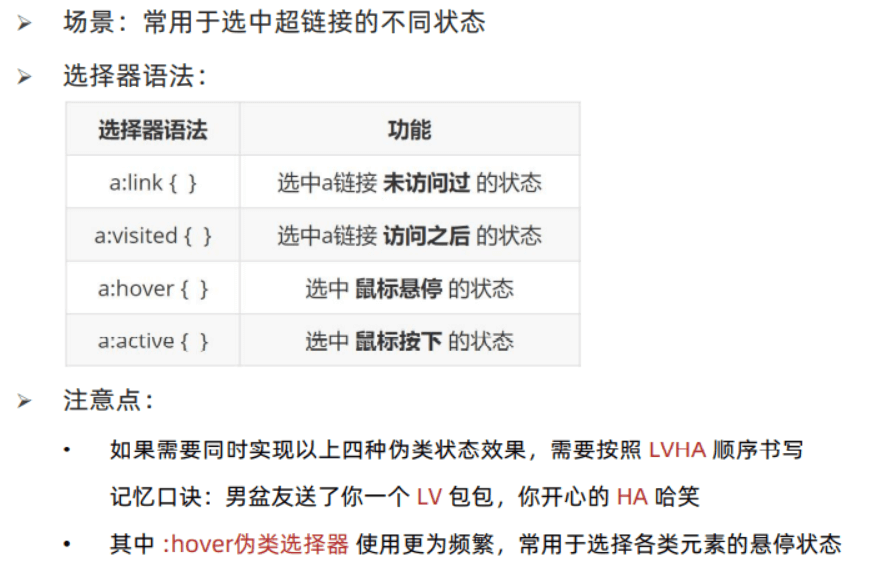 ➢ 场景：常用于选中超链接的不同状态
➢ 选择器语法：
选择器语法 功能
a:link { } 选中a链接 未访问过 的状态
a:visited { } 选中a链接 访问之后 的状态
a:hover { } 选中 鼠标悬停 的状态
a:active { } 选中 鼠标按下 的状态
➢ 注意点：
• 如果需要同时实现以上四种伪类状态效果，需要按照 LVHA 顺序书写
记忆口诀：男盆友送了你一个 LV 包包，你开心的 HA 哈笑
• 其中 :hover伪类选择器 使用更为频繁，常用于选择各类元素的悬停状态